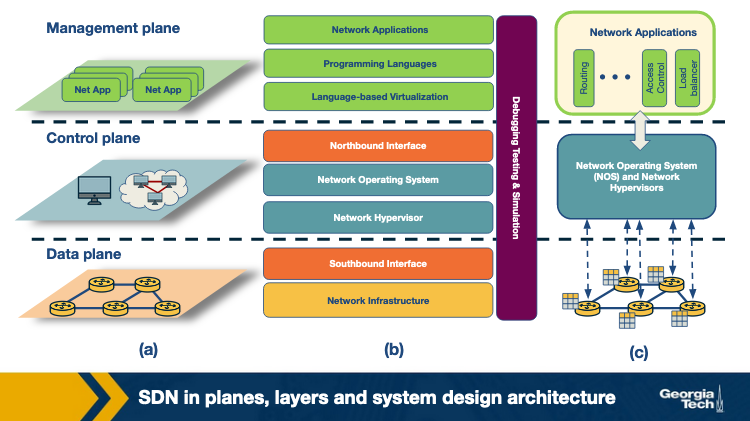 Management plane
Net App
Net App
Control plane
Data plane
(a)
Network Applications
Programming Languages
Language-based Virtualization
Northbound Interface
Network Operating System
Network Hypervisor
Southbound Interface
Network Infrastructure
Debugging Testing & Simulation
(b)
Network Applications
Routing
Access
Control
Load
balancer
Network Operating System
(NOS) and Network
Hypervisors
(c)
SDN in planes, layers and system design architecture
Georgia
Tech